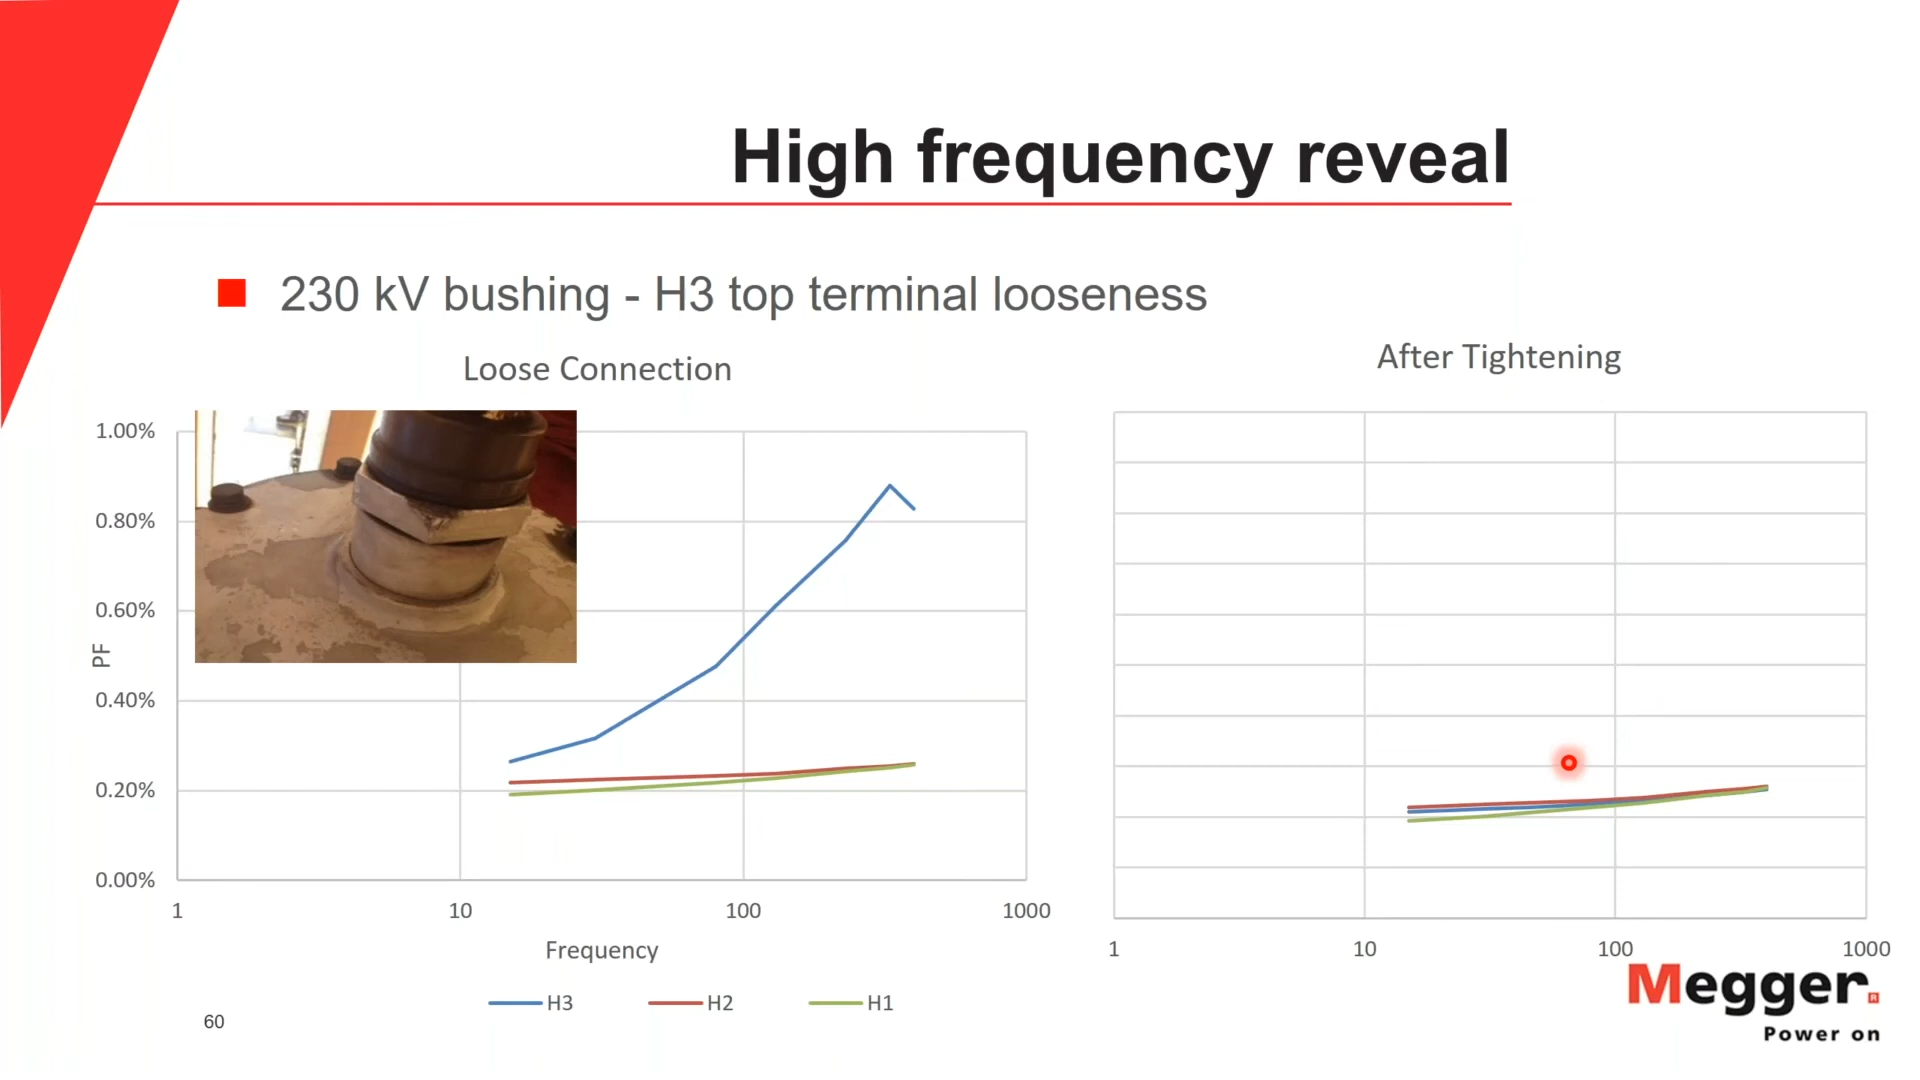 High frequency reveal
230 kV bushing - H3 top terminal looseness
Loose Connection
1.00%
0.80%
0.60%
0.40%
0.20%
0.00%
PF
1
10
100
1000
Frequency
H3
H2
H1
After Tightening
1
10
100
1000
60
Megger.
Power on